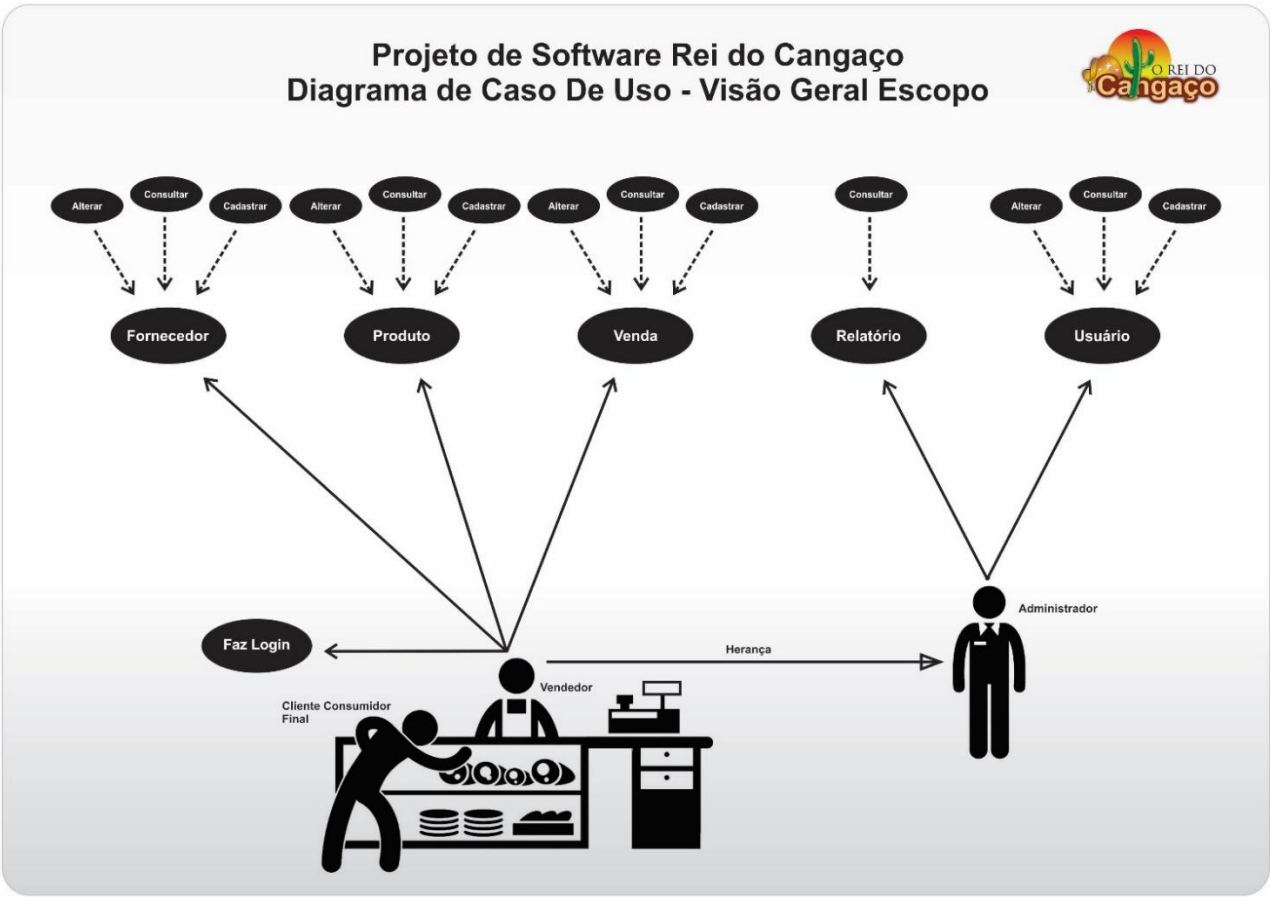 Projeto de Software Rei do Cangaço
Diagrama de Caso De Uso - Visão Geral Escopo
O REI DO
Cangaço
Alterar
Consultar
Cadastrar
Alterar
Consultar
Cadastrar
Alterar
Consultar
Cadastrar
Consultar
Alterar
Consultar
Cadastrar
Fornecedor
Produto
Venda
Relatório
Usuário
Administrador
Faz Login
Herança
Vendedor
Cliente Consumidor
Final